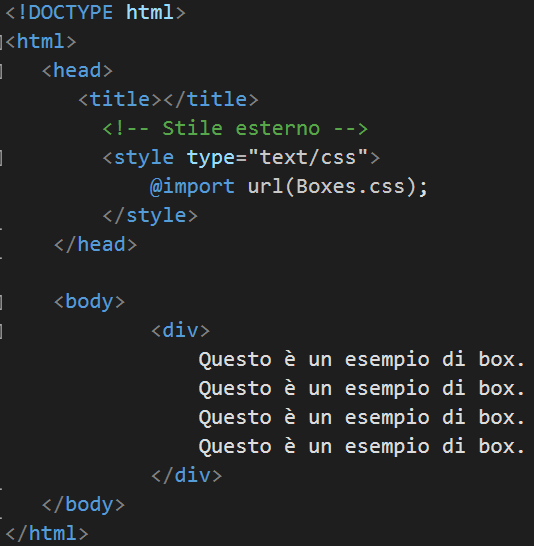 <!DOCTYPE html>
<html>
<head>
<title></title>
<!-- Stile esterno -->
<style type="text/css">
@import url(Boxes.css);
</style>
</head>
<body>
<div>
Questo è un esempio di box.
Questo è un esempio di box.
Questo è un esempio di box.
Questo è un esempio di box.
</div>
</body>
</html>